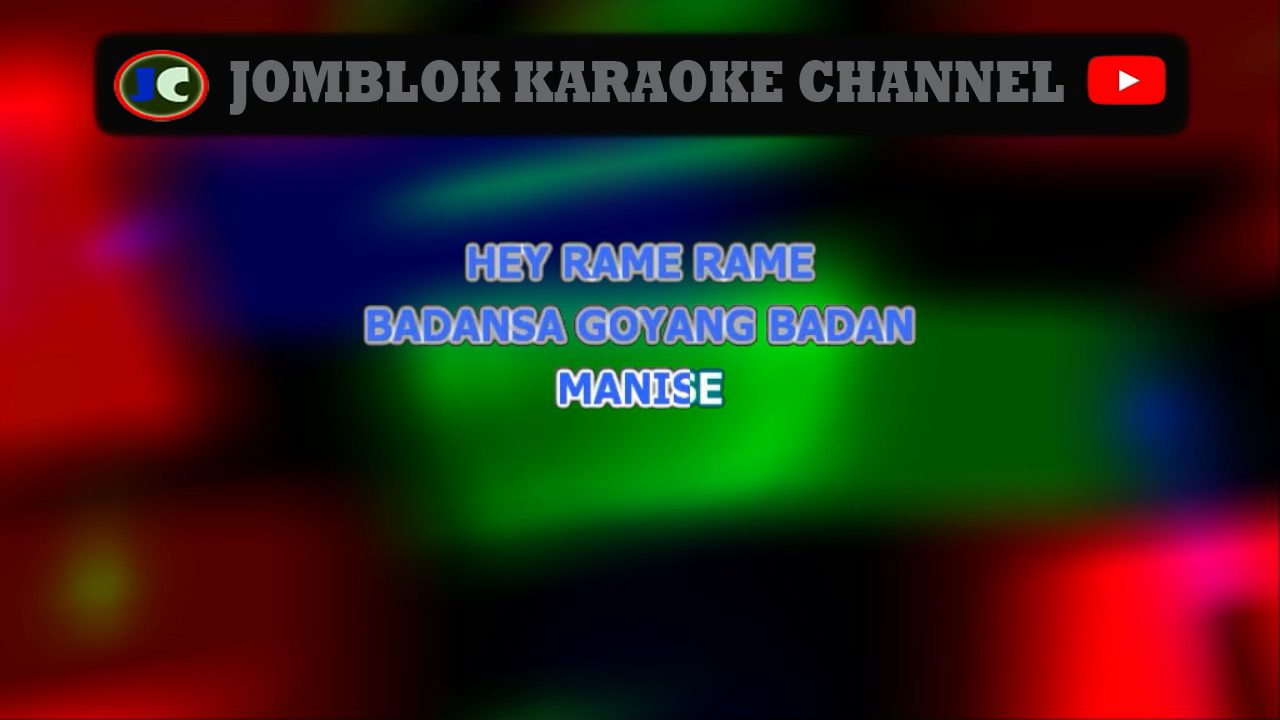 JC JOMBLOK KARAOKE CHANNEL
HEY RAME RAME
BADANSA GOYANG BADAN
MANISE